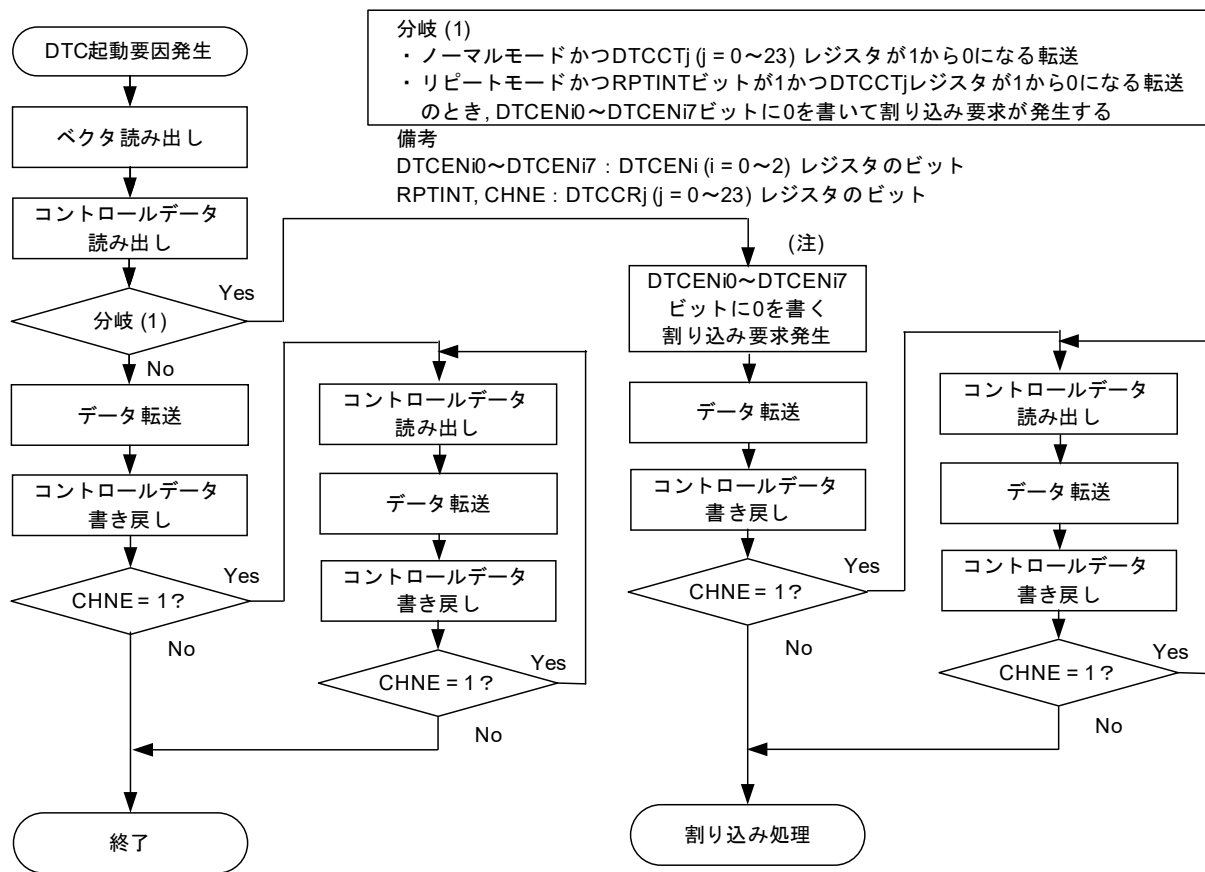 DTC起動要因発生
ベクタ読み出し
コントロールデータ
読み出し
分岐 (1)
Yes
No
データ転送
コントロールデータ
書き戻し
CHNE = 1?
Yes
No
終了
コントロールデータ
読み出し
データ転送
コントロールデータ
書き戻し
CHNE = 1?
Yes
No
分岐 (1)
・ノーマルモードかつDTCCTj (j = 0～23) レジスタが1から0になる転送
・リピートモードかつRPTINTビットが1かつDTCCTjレジスタが1から0になる転送
のとき, DTCENi0～DTCENi7ビットに0を書いて割り込み要求が発生する
備考
DTCENi0～DTCENi7 : DTCENi (i = 0～2) レジスタのビット
RPTINT, CHNE : DTCCRj (j = 0～23) レジスタのビット
(注)
DTCENi0～DTCENi7
ビットに0を書く
割り込み要求発生
データ転送
コントロールデータ
書き戻し
CHNE = 1?
Yes
No
割り込み処理
コントロールデータ
読み出し
データ転送
コントロールデータ
書き戻し
CHNE = 1?
Yes
No